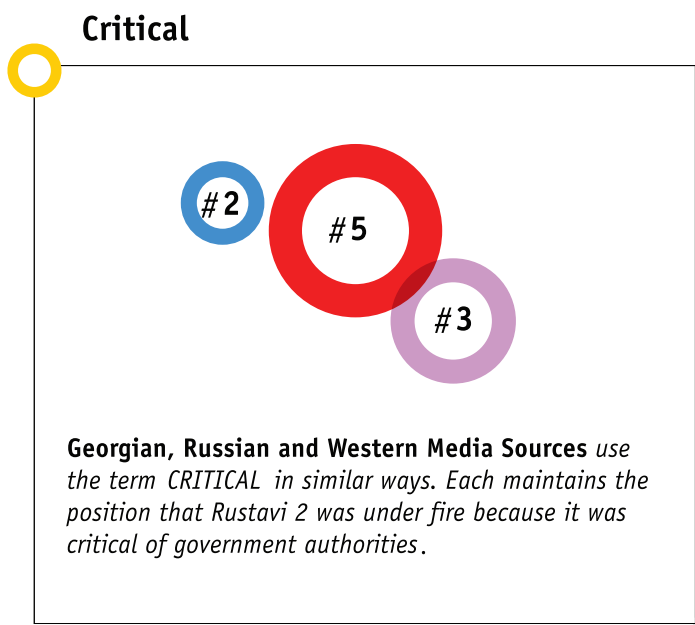 Critical
#2
#5
#3
Georgian, Russian and Western Media Sources use
the term CRITICAL in similar ways. Each maintains the
position that Rustavi 2 was under fire because it was
critical of government authorities.